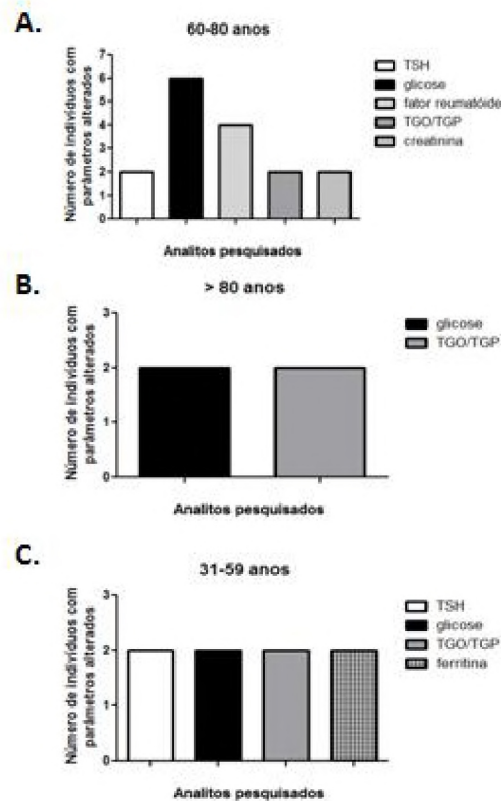 A.
60-80 anos
Número de indivíduos com
parâmetros alterados
7
6
5
4
3
2
1
0
TSH
glicose
fator reumatóide
TGO/TGP
creatinina
Analitos pesquisados
B.
> 80 anos
Número de indivíduos com
parâmetros alterados
3
2
1
0
glicose
TGO/TGP
Analitos pesquisados
C.
31-59 anos
Número de indivíduos com
parâmetros alterados
3
2
1
0
TSH
glicose
TGO/TGP
ferritina
Analitos pesquisados